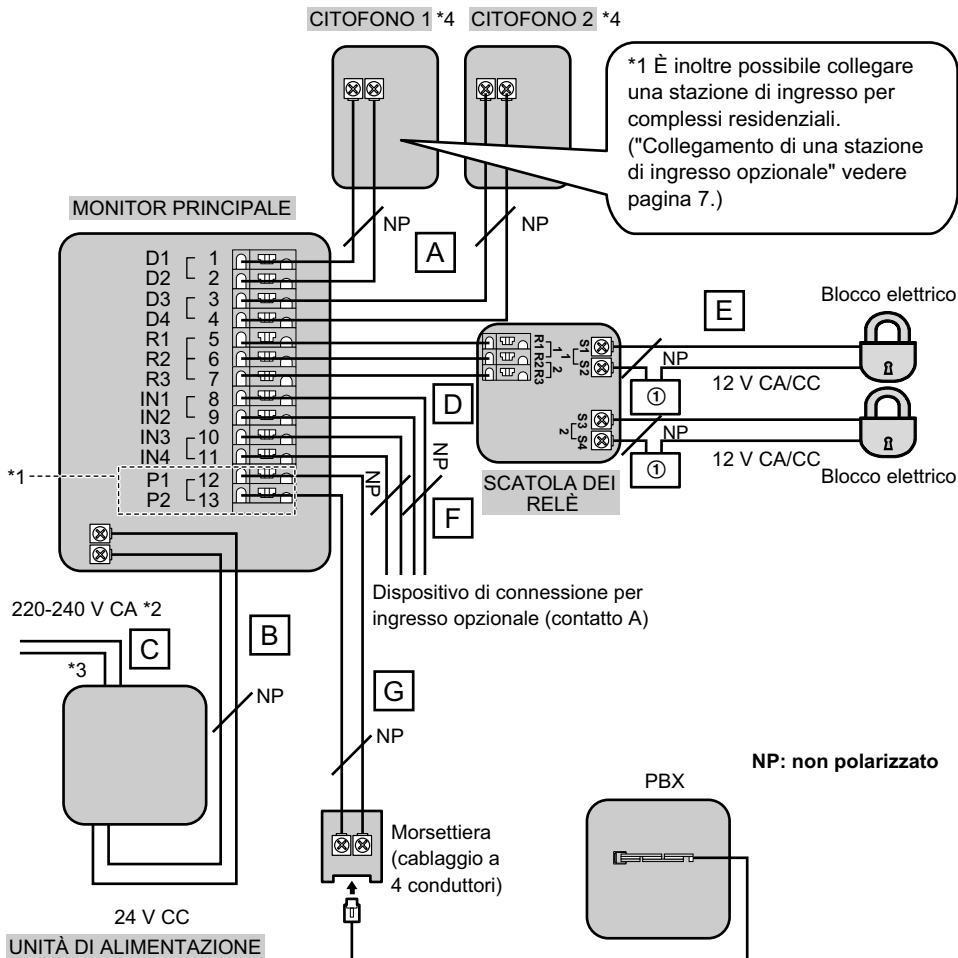 CITOFONO 1 *4 CITOFONO 2 *4
*1 È inoltre possibile collegare
una stazione di ingresso per
complessi residenziali.
("Collegamento di una stazione
di ingresso opzionale" vedere
pagina 7.)
MONITOR PRINCIPALE
NP
NP
A
D1 1
D2 2
D3 3
D4 4
R1 5
R2 6
R3 7
IN1 8
IN2 9
IN3 10
IN4 11
P1 12
P2 13
*1
R1 R2 R3
1 2
S1
S2
1
S3
S4
2
SCATOLA DEI
RELÈ
D
E
NP
①
12 V CA/CC
Blocco elettrico
NP
①
12 V CA/CC
Blocco elettrico
NP
NP
F
Dispositivo di connessione per
ingresso opzionale (contatto A)
220-240 V CA *2
*3
C
B
NP
G
NP
NP: non polarizzato
PBX
Morsettiera
(cablaggio a
4 conduttori)
24 V CC
UNITÀ DI ALIMENTAZIONE